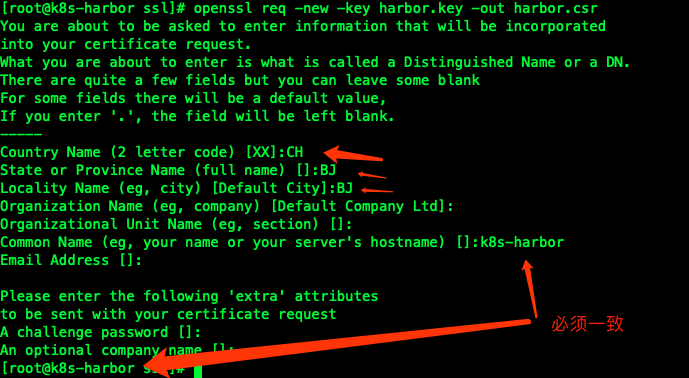 [root@k8s-harbor ssl]# openssl req -new -key harbor.key -out harbor.csr
You are about to be asked to enter information that will be incorporated
into your certificate request.
What you are about to enter is what is called a Distinguished Name or a DN.
There are quite a few fields but you can leave some blank
For some fields there will be a default value,
If you enter '.', the field will be left blank.
-----
Country Name (2 letter code) [XX]:CH
State or Province Name (full name) []:BJ
Locality Name (eg, city) [Default City]:BJ
Organization Name (eg, company) [Default Company Ltd]:
Organizational Unit Name (eg, section) []:
Common Name (eg, your name or your server's hostname) []:k8s-harbor
Email Address []:
Please enter the following 'extra' attributes
to be sent with your certificate request
必须一致
A challenge password []:
An optional company name []:
[root@k8s-harbor ssl]#